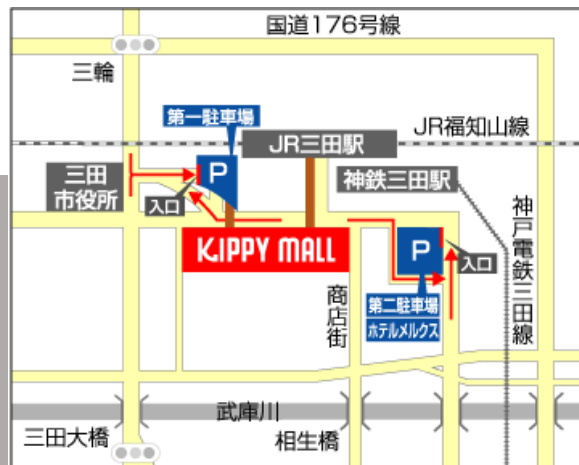 国道176号線
三輪
第一駐車場
JR福知山線
JR三田駅
P
三田
市役所
神鉄三田駅
入口
神戸電鉄三田線
KIPPY MALL
P
入口
商店街
第二駐車場
ホテルメルクス
武庫川
三田大橋
相生橋